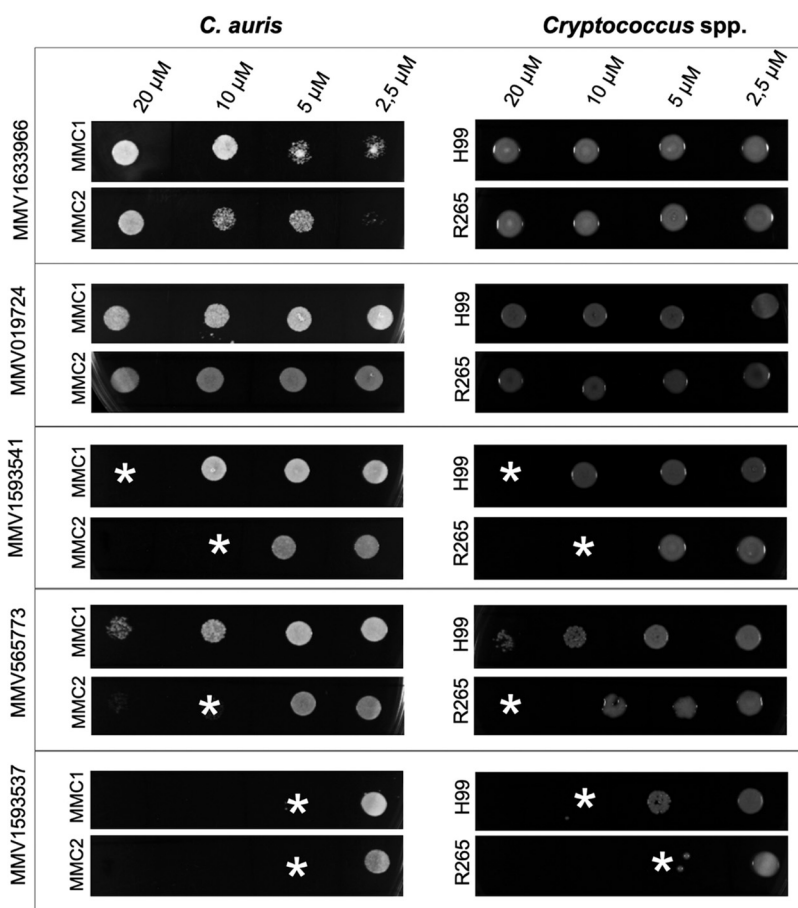 C. auris Cryptococcus spp.
20 µM 10 µM 5 µM 2,5 µM 20 µM 10 µM 5 µM 2,5 µM
MMV1633966
MMC1 H99
MMC2 R265
MMV019724
MMC1 H99
MMC2 R265
MMV1593541
MMC1 * H99 *
MMC2 * R265 *
MMV565773
MMC1 H99
MMC2 * R265 *
MMV1593537
MMC1 * H99 *
MMC2 * R265 *